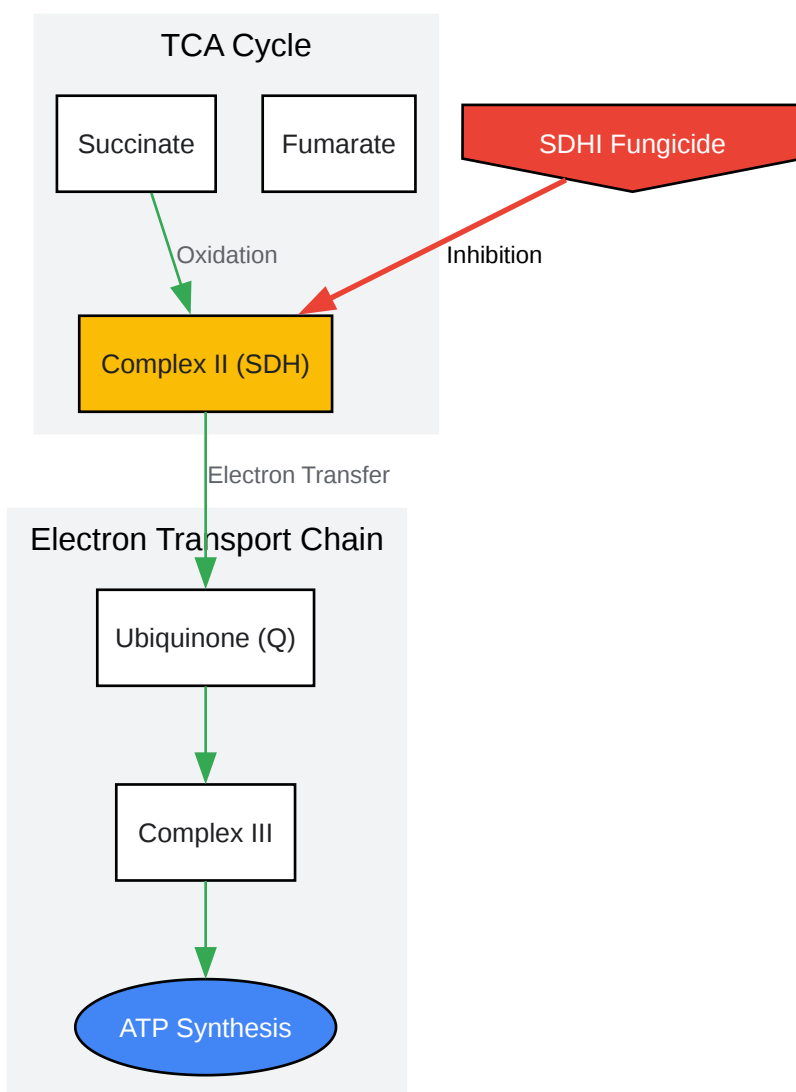 TCA Cycle
Succinate
Fumarate
SDHI Fungicide
Oxidation
Inhibition
Complex II (SDH)
Electron Transfer
Electron Transport Chain
Ubiquinone (Q)
Complex III
ATP Synthesis